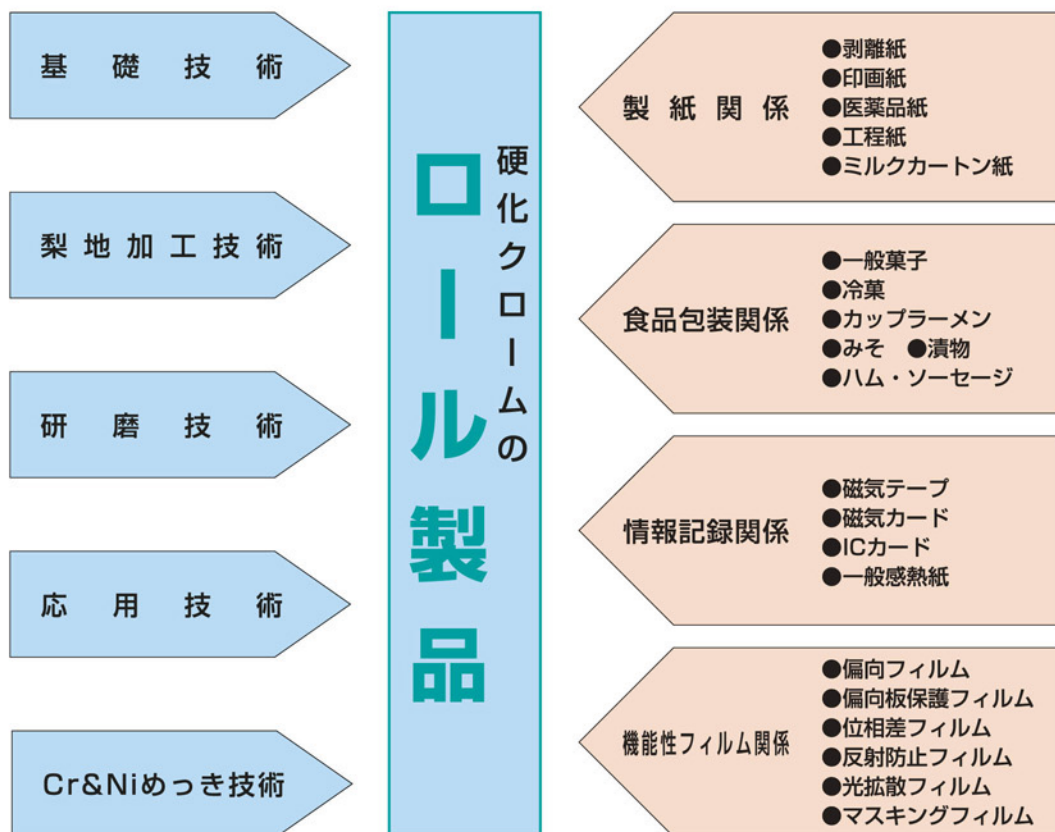 基礎技術
梨地加工技術
研磨技術
応用技術
Cr&Niめっき技術
硬化クロームの
ロール製品
製紙関係
●剥離紙
●印画紙
●医薬品紙
●工程紙
●ミルクカートン紙
食品包装関係
●一般菓子
●冷菓
●カップラーメン
●みそ ●漬物
●ハム・ソーセージ
情報記録関係
●磁気テープ
●磁気カード
●ICカード
●一般感熱紙
機能性フィルム関係
●偏向フィルム
●偏向板保護フィルム
●位相差フィルム
●反射防止フィルム
●光拡散フィルム
●マスキングフィルム